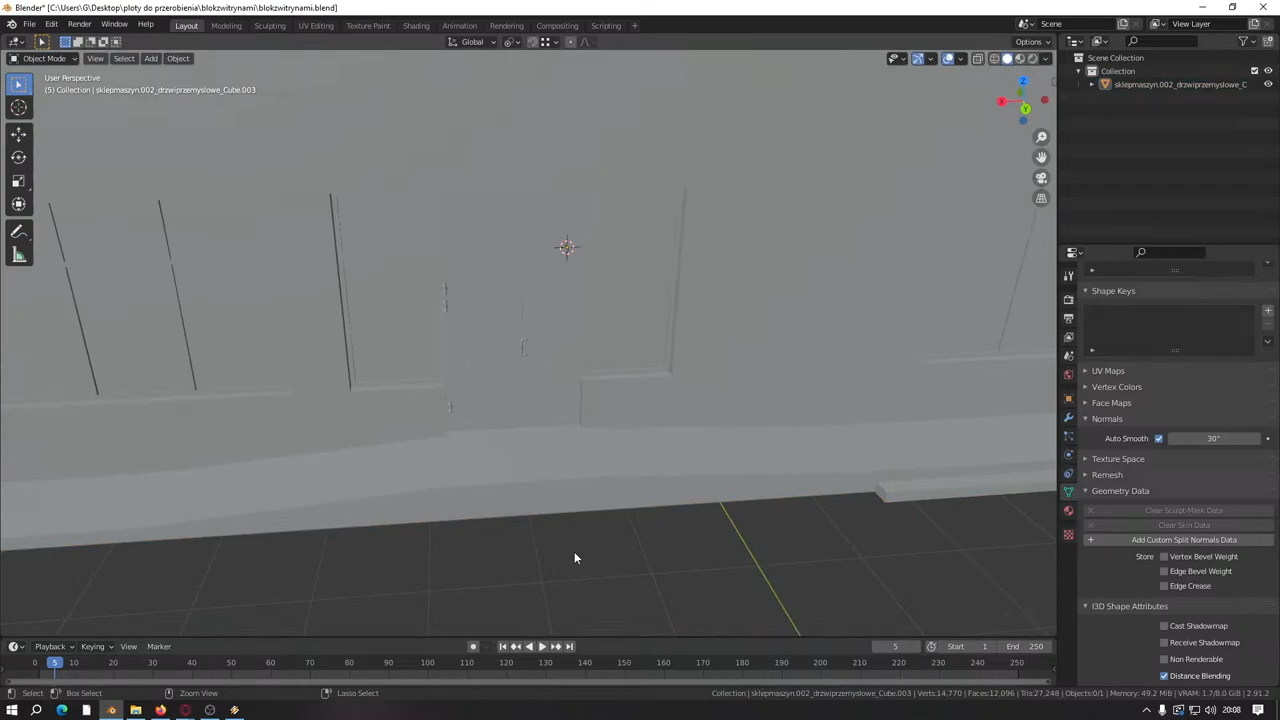 Blender* [C:\Users\G\Desktop\ploty do przerobienia\blokzwitrynami\blokzwitrynami.blend]
File Edit Render Window Help Layout Modeling Sculpting UV Editing Texture Paint Shading Animation Rendering Compositing Scripting + Scene View Layer
Global Options
Object Mode View Select Add Object
User Perspective
(5) Collection | sklepmaszyn.002_drzwiprzemyslowe_Cube.003
X
Y
Z
Scene Collection
Collection
sklepmaszyn.002_drzwiprzemyslowe_C
Shape Keys
UV Maps
Vertex Colors
Face Maps
Normals
Auto Smooth 30°
Texture Space
Remesh
Geometry Data
Clear Sculpt-Mask Data
Clear Skin Data
Add Custom Split Normals Data
Store Vertex Bevel Weight
Edge Bevel Weight
Edge Crease
I3D Shape Attributes
Cast Shadowmap
Receive Shadowmap
Non Renderable
Distance Blending
Playback Keying View Marker 5 Start 1 End 250
0 5 10 20 30 40 50 60 70 80 90 100 110 120 130 140 150 160 170 180 190 200 210 220 230 240 250
Select Box Select Zoom View Lasso Select Collection | sklepmaszyn.002_drzwiprzemyslowe_Cube.003 | Verts:14,770 | Faces:12,096 | Tris:27,248 | Objects:0/1 | Memory: 49.2 MiB | VRAM: 1.7/8.0 GiB | 2.91.2
20:08